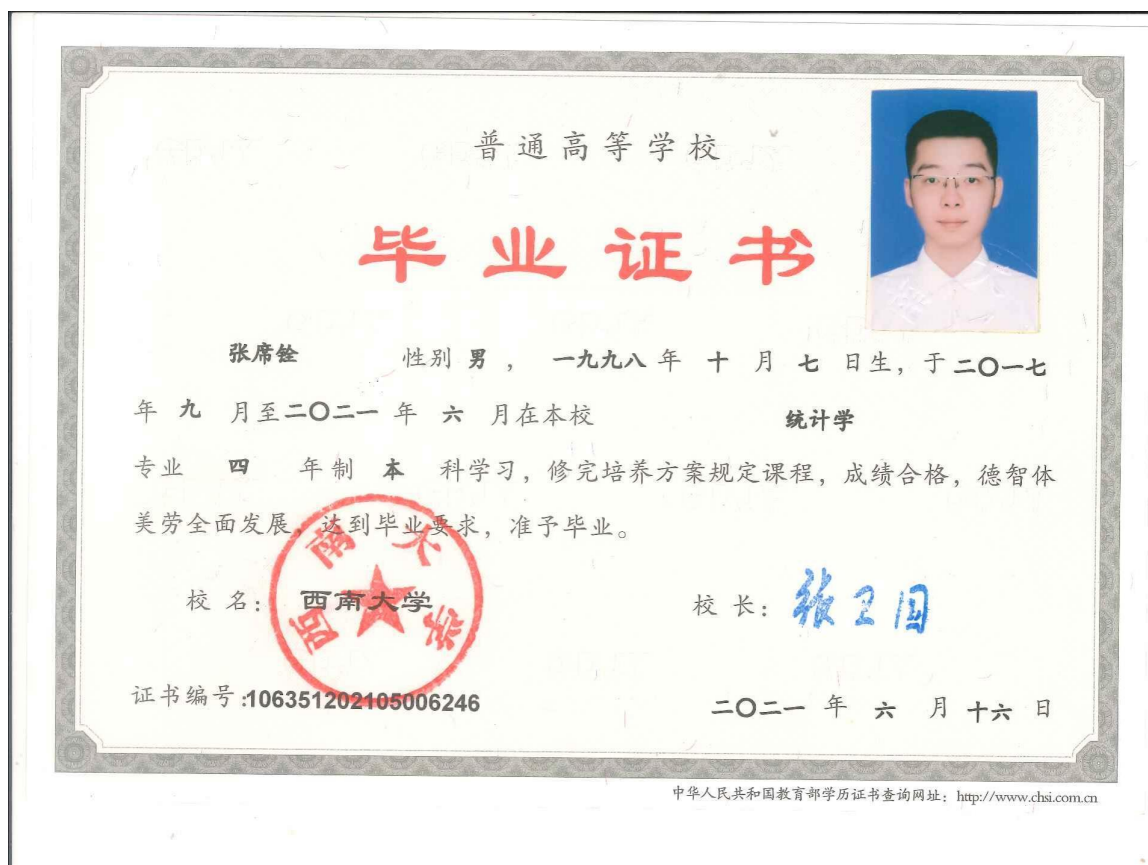 普通高等学校
毕业证书
张席铨 性别 男 ， 一九九八 年 十 月 七 日生，于 二〇一七
年 九 月至 二〇二一 年 六 月在本校 统计学
专业 四 年制 本 科学习，修完培养方案规定课程，成绩合格，德智体
美劳全面发展，达到毕业要求，准予毕业。
西南大学
校 名： 西南大学 校 长： 张卫国
证书编号:106351202105006246 二〇二一 年 六 月 十六 日
中华人民共和国教育部学历证书查询网址：http://www.chsi.com.cn